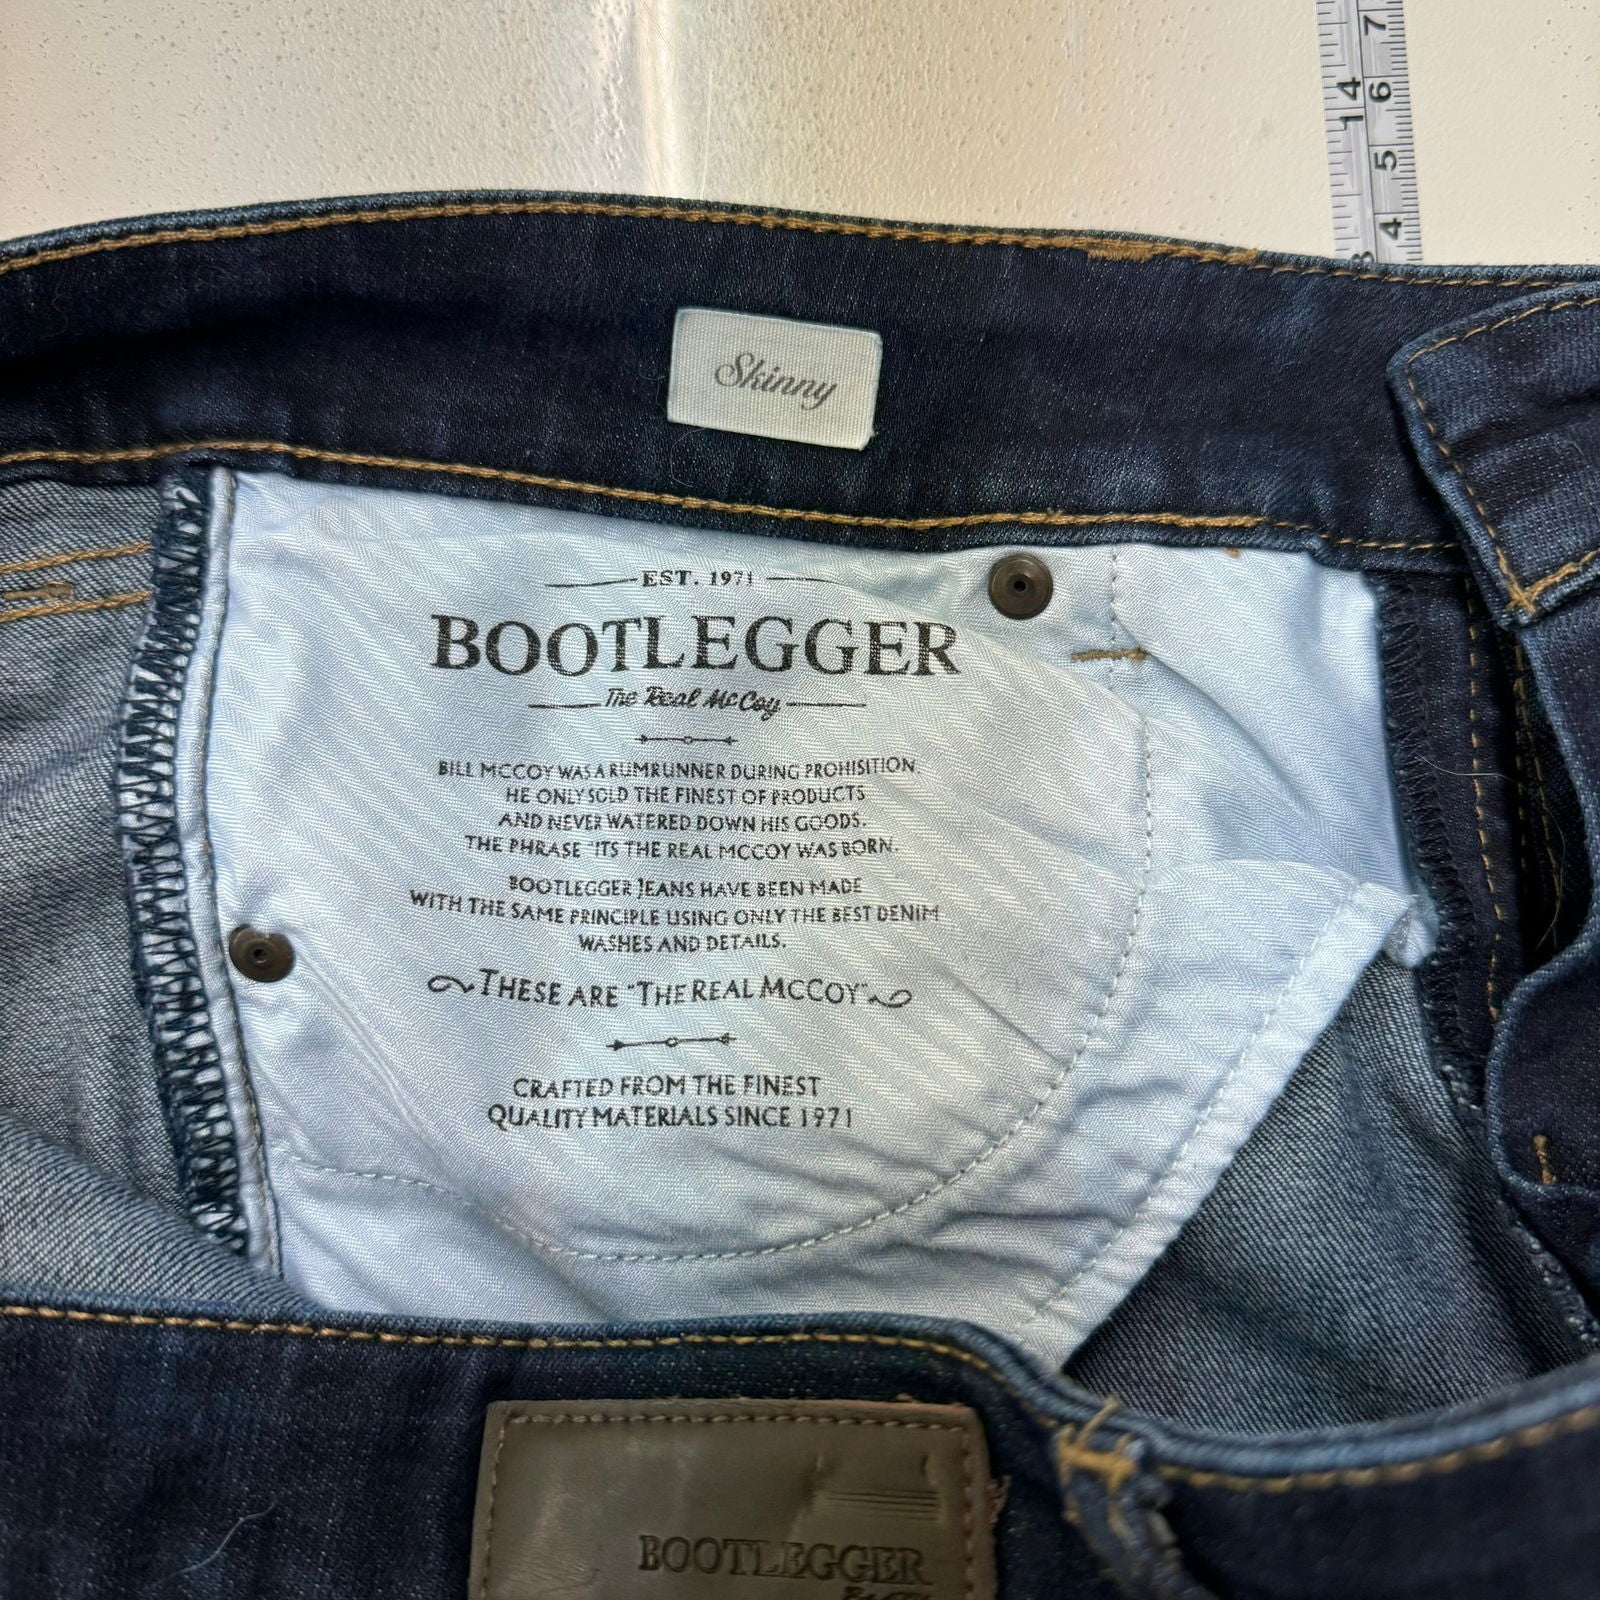 7
14
6
5
4
Skinny
EST. 1971
BOOTLEGGER
The Real McCoy
BILL MCCOY WAS A RUMRUNNER DURING PROHISITION.
HE ONLY SOLD THE FINEST OF PRODUCTS
AND NEVER WATERED DOWN HIS GOODS.
THE PHRASE "ITS THE REAL MCCOY WAS BORN.
BOOTLEGGER JEANS HAVE BEEN MADE
WITH THE SAME PRINCIPLE USING ONLY THE BEST DENIM
WASHES AND DETAILS.
THESE ARE "THE REAL MCCOY"
CRAFTED FROM THE FINEST
QUALITY MATERIALS SINCE 1971
BOOTLEGGER